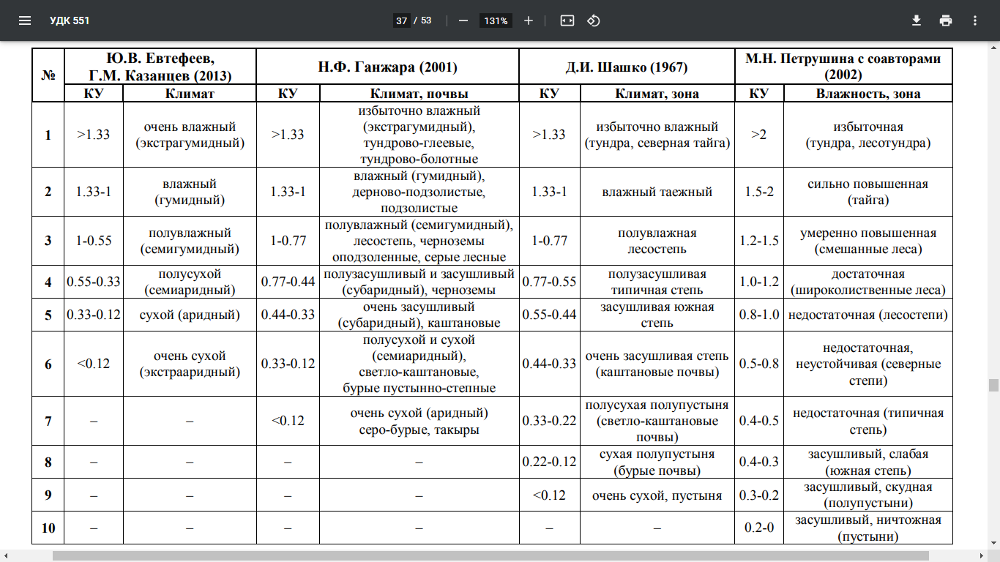 УДК 551
37 / 53
131%
№
Ю.В. Евтефеев,
Г.М. Казанцев (2013)
Н.Ф. Ганжара (2001)
Д.И. Шашко (1967)
М.Н. Петрушина с соавторами
(2002)
КУ
Климат
КУ
Климат, почвы
КУ
Климат, зона
КУ
Влажность, зона
1
>1.33
очень влажный
(экстрагумидный)
>1.33
избыточно влажный
(экстрагумидный),
тундрово-глеевые,
тундрово-болотные
>1.33
избыточно влажный
(тундра, северная тайга)
>2
избыточная
(тундра, лесотундра)
2
1.33-1
влажный
(гумидный)
1.33-1
влажный (гумидный),
дерново-подзолистые,
подзолистые
1.33-1
влажный таежный
1.5-2
сильно повышенная
(тайга)
3
1-0.55
полувлажный
(семигумидный)
1-0.77
полувлажный (семигумидный),
лесостепь, черноземы
оподзоленные, серые лесные
1-0.77
полувлажная
лесостепь
1.2-1.5
умеренно повышенная
(смешанные леса)
4
0.55-0.33
полусухой
(семиаридный)
0.77-0.44
полузасушливый и засушливый
(субаридный), черноземы
0.77-0.55
полузасушливая
типичная степь
1.0-1.2
достаточная
(широколиственные леса)
5
0.33-0.12
сухой (аридный)
0.44-0.33
очень засушливый
(субаридный), каштановые
0.55-0.44
засушливая южная
степь
0.8-1.0
недостаточная (лесостепи)
6
<0.12
очень сухой
(экстрааридный)
0.33-0.12
полусухой и сухой
(семиаридный),
светло-каштановые,
бурые пустынно-степные
0.44-0.33
очень засушливая степь
(каштановые почвы)
0.5-0.8
недостаточная,
неустойчивая (северные
степи)
7
–
–
<0.12
очень сухой (аридный)
серо-бурые, такыры
0.33-0.22
полусухая полупустыня
(светло-каштановые
почвы)
0.4-0.5
недостаточная (типичная
степь)
8
–
–
–
–
0.22-0.12
сухая полупустыня
(бурые почвы)
0.4-0.3
засушливый, слабая
(южная степь)
9
–
–
–
–
<0.12
очень сухой, пустыня
0.3-0.2
засушливый, скудная
(полупустыни)
10
–
–
–
–
–
–
0.2-0
засушливый, ничтожная
(пустыни)